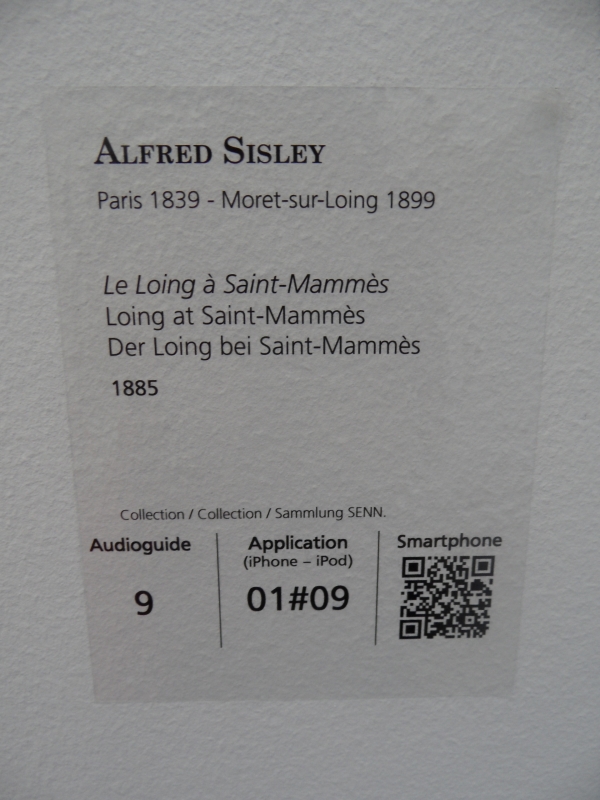 ALFRED SISLEY
Paris 1839 - Moret-sur-Loing 1899
Le Loing à Saint-Mammès
Loing at Saint-Mammès
Der Loing bei Saint-Mammès
1885
Collection / Collection / Sammlung SENN.
Audioguide
9
Application
(iPhone – iPod)
01#09
Smartphone